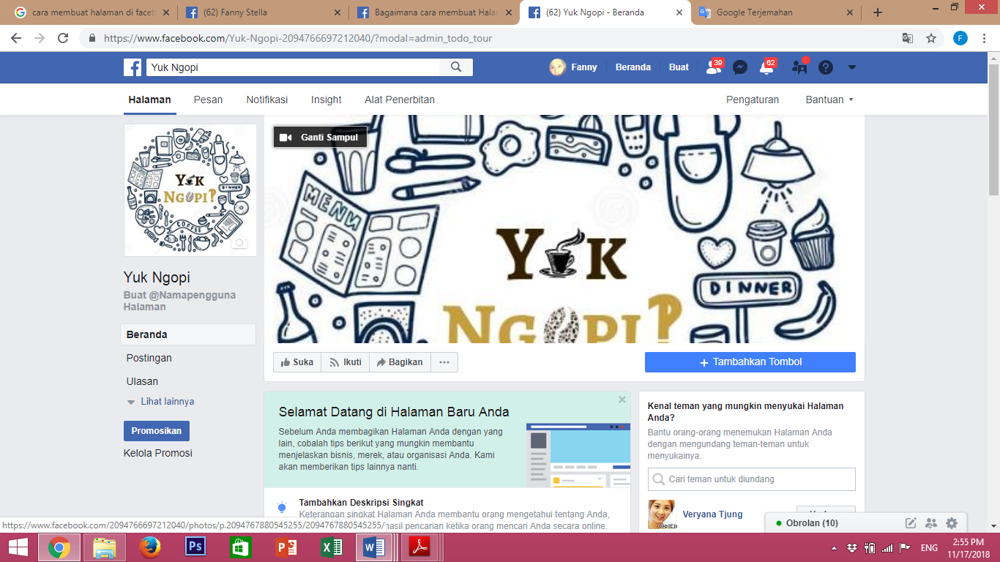 cara membuat halaman di faceb
(62) Fanny Stella
Bagaimana cara membuat Halar
(62) Yuk Ngopi - Beranda
Google Terjemahan
https://www.facebook.com/Yuk-Ngopi-2094766697212040/?modal=admin_todo_tour
F
Yuk Ngopi
Fanny
Beranda
Buat
39
62
Halaman
Pesan
Notifikasi
Insight
Alat Penerbitan
Pengaturan
Bantuan
Ganti Sampul
MENU
Y K
NGOPI?
DINNER
COFFEE
Y K
NGOPI?
DINNER
Yuk Ngopi
Buat @Namapengguna
Halaman
Beranda
Postingan
Ulasan
Lihat lainnya
Promosikan
Kelola Promosi
Suka
Ikuti
Bagikan
+ Tambahkan Tombol
Selamat Datang di Halaman Baru Anda
Sebelum Anda membagikan Halaman Anda dengan yang
lain, cobalah tips berikut yang mungkin membantu
menjelaskan bisnis, merek, atau organisasi Anda. Kami
akan memberikan tips lainnya nanti.
Tambahkan Deskripsi Singkat
Keterangan singkat Halaman Anda membantu orang mengetahui tentang Anda,
hasil pencarian ketika orang mencari Anda secara online.
Kenal teman yang mungkin menyukai Halaman
Anda?
Bantu orang-orang menemukan Halaman Anda
dengan mengundang teman-teman untuk
menyukainya.
Cari teman untuk diundang
Veryana Tjung
Obrolan (10)
https://www.facebook.com/2094766697212040/photos/p.2094767880545255/2094767880545255/
Ps
ENG
2:55 PM
11/17/2018